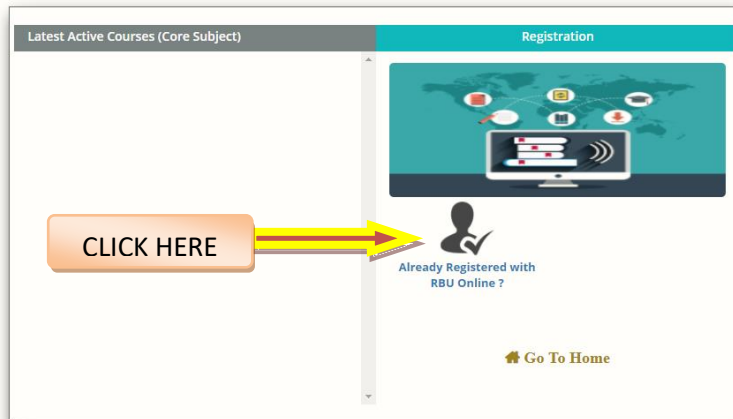 Latest Active Courses (Core Subject)
Registration
CLICK HERE
Already Registered with
RBU Online ?
Go To Home